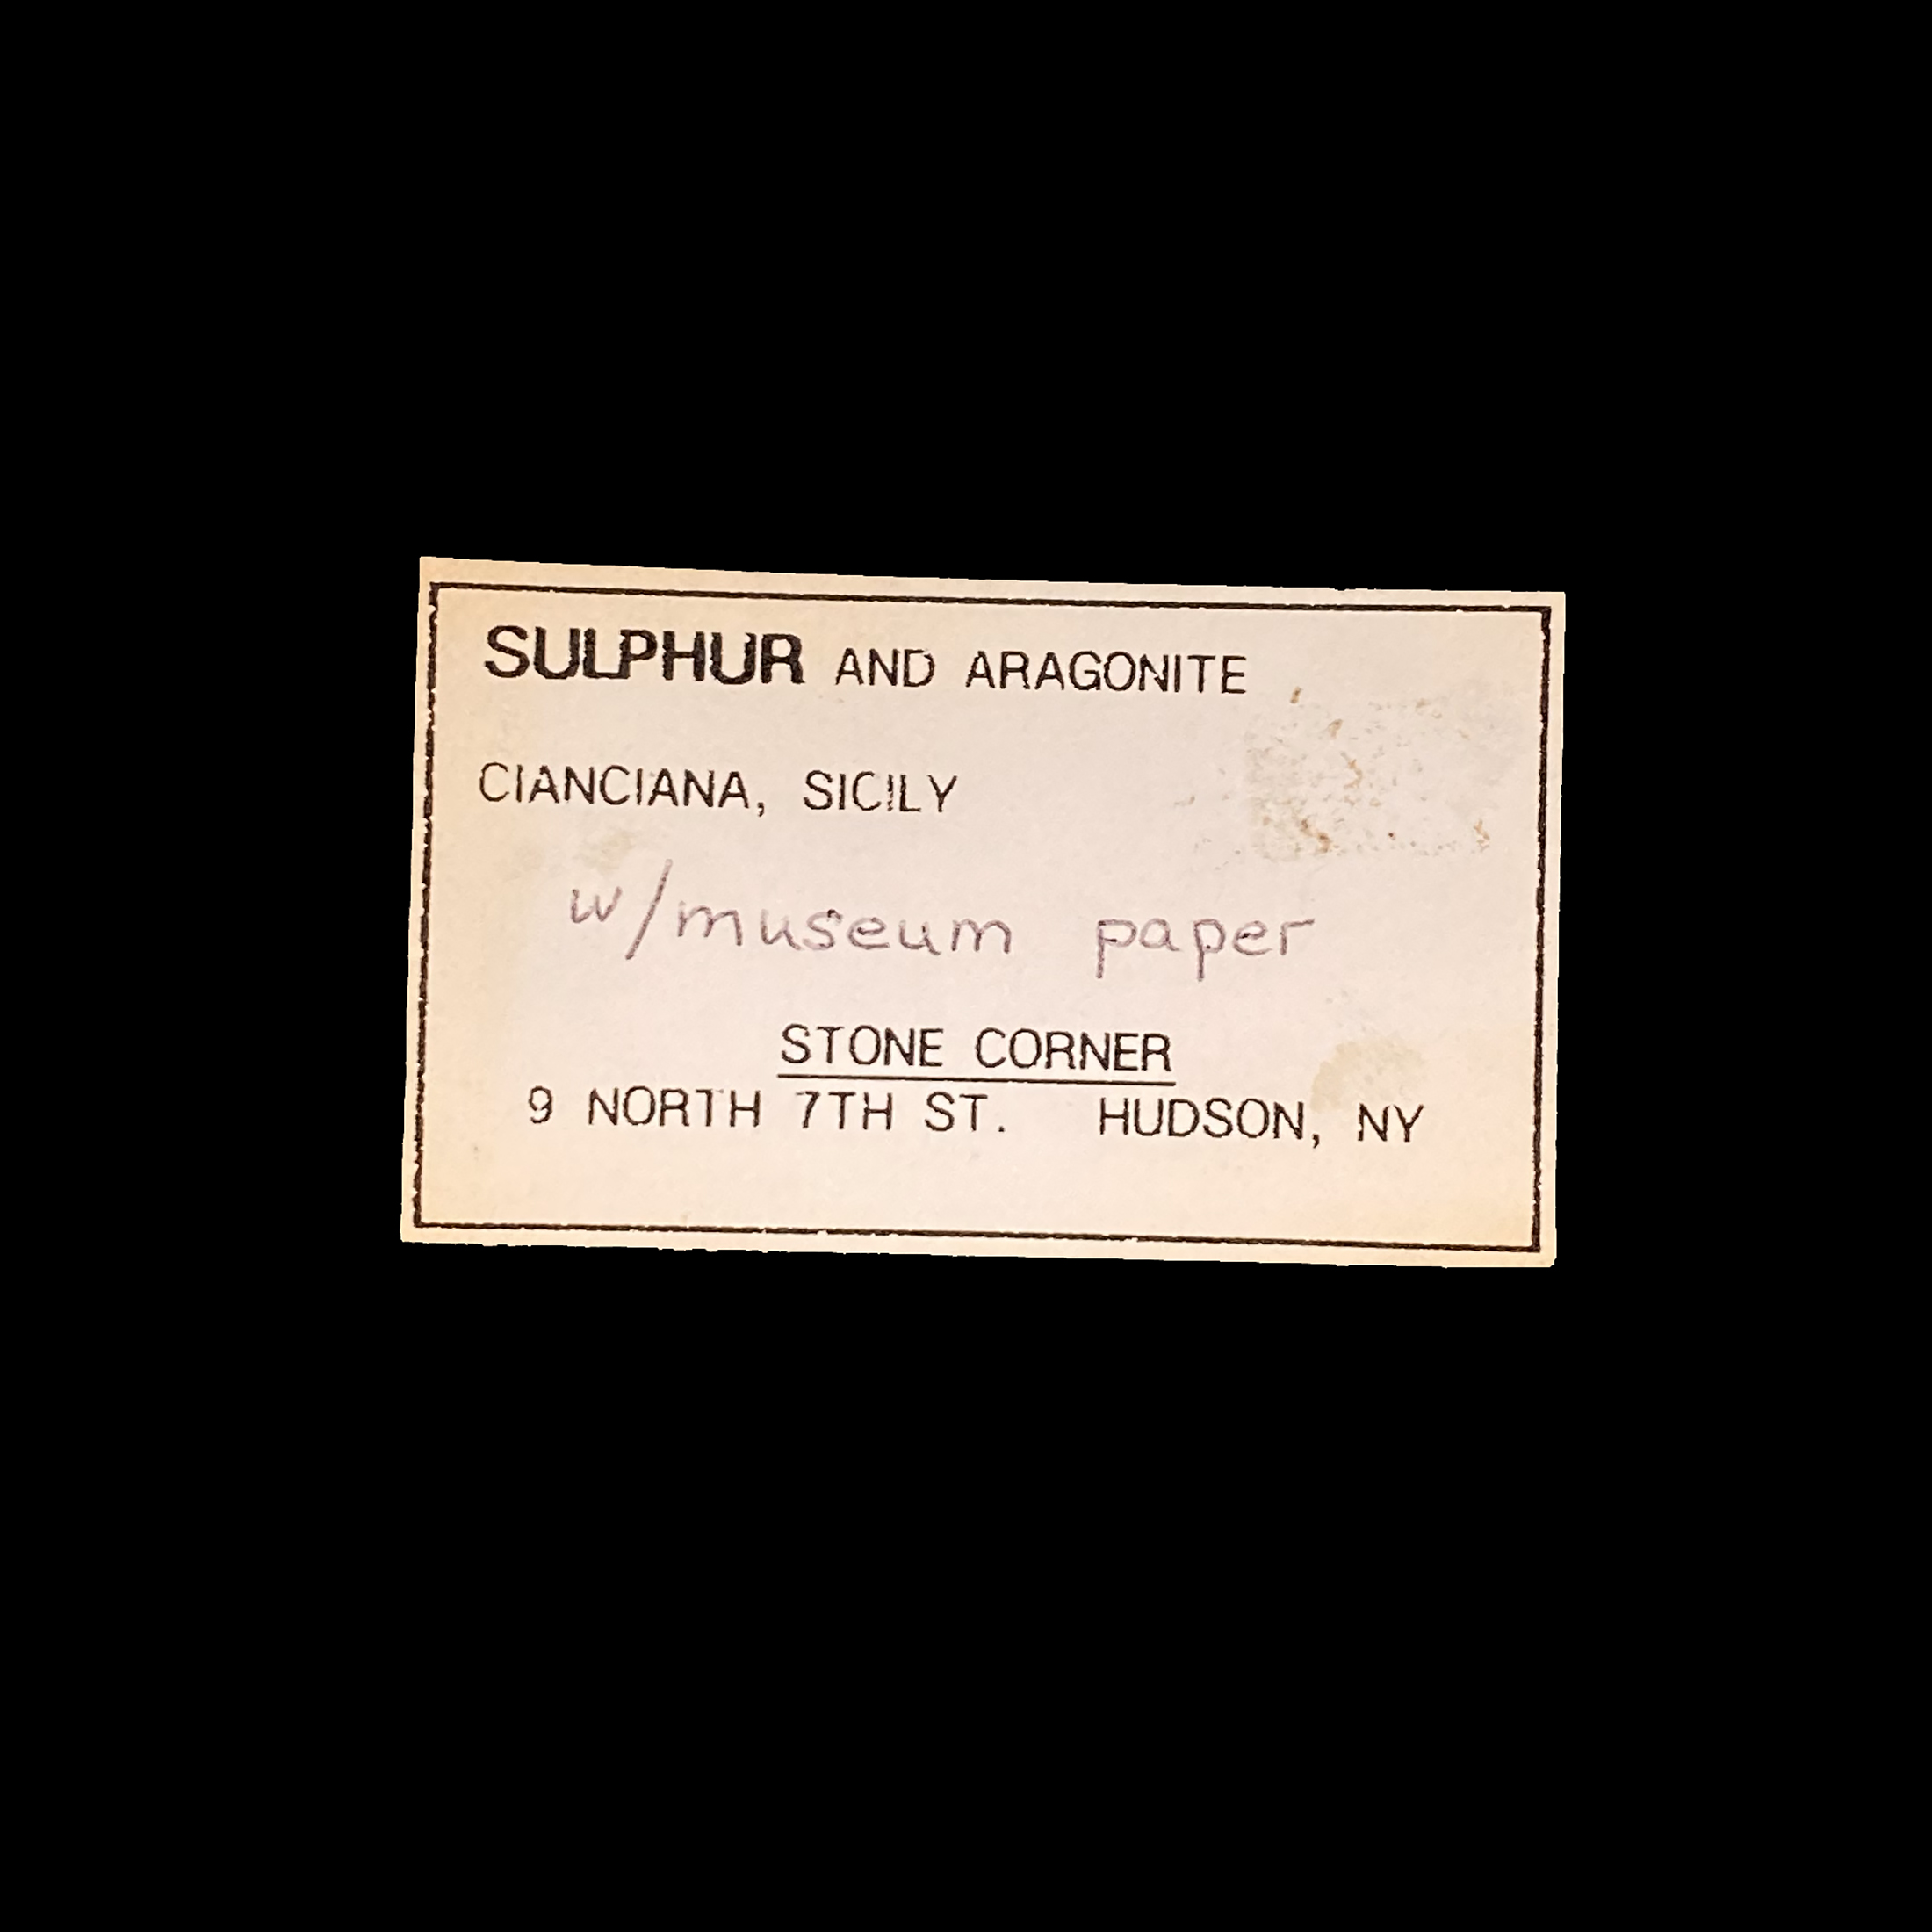 SULPHUR AND ARAGONITE
CIANCIANA, SICILY
w/museum paper
STONE CORNER
9 NORTH 7TH ST. HUDSON, NY